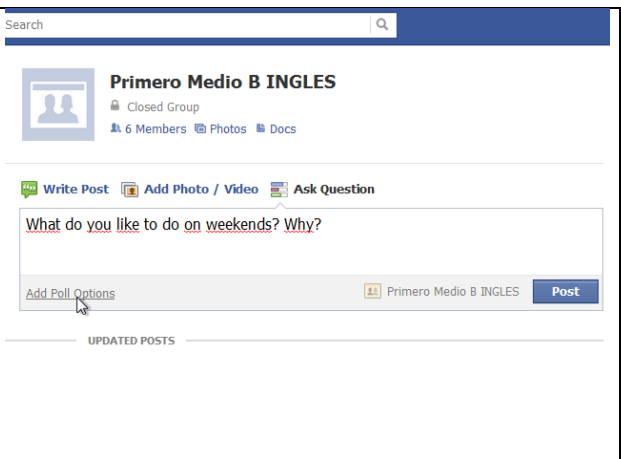 Search
Primero Medio B INGLES
Closed Group
6 Members Photos Docs
Write Post Add Photo / Video Ask Question
What do you like to do on weekends? Why?
Add Poll Options Primero Medio B INGLES Post
UPDATED POSTS